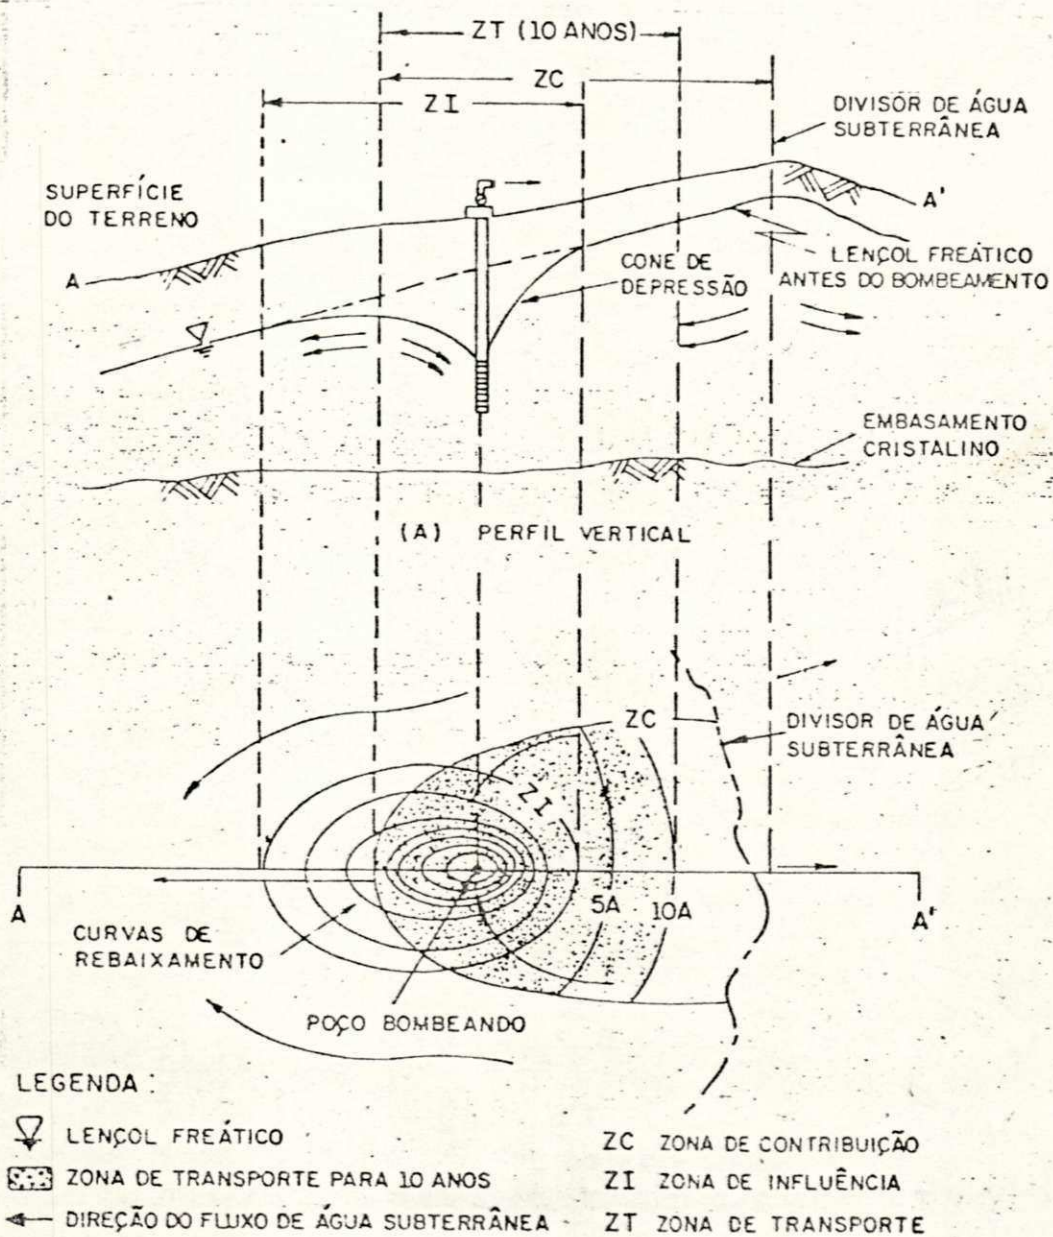 ZT (10 ANOS)
ZC
ZI
DIVISOR DE ÁGUA
SUBTERRÂNEA
SUPERFÍCIE
DO TERRENO
A
A'
CONE DE
DEPRESSÃO
LENÇOL FREÁTICO
ANTES DO BOMBEAMENTO
EMBASAMENTO
CRISTALINO
(A) PERFIL VERTICAL
ZC
DIVISOR DE ÁGUA
SUBTERRÂNEA
ZI
A
5A
10A
A'
CURVAS DE
REBAIXAMENTO
POÇO BOMBEANDO
LEGENDA :
LENÇOL FREÁTICO
ZONA DE TRANSPORTE PARA 10 ANOS
DIREÇÃO DO FLUXO DE ÁGUA SUBTERRÂNEA
ZC ZONA DE CONTRIBUIÇÃO
ZI ZONA DE INFLUÊNCIA
ZT ZONA DE TRANSPORTE